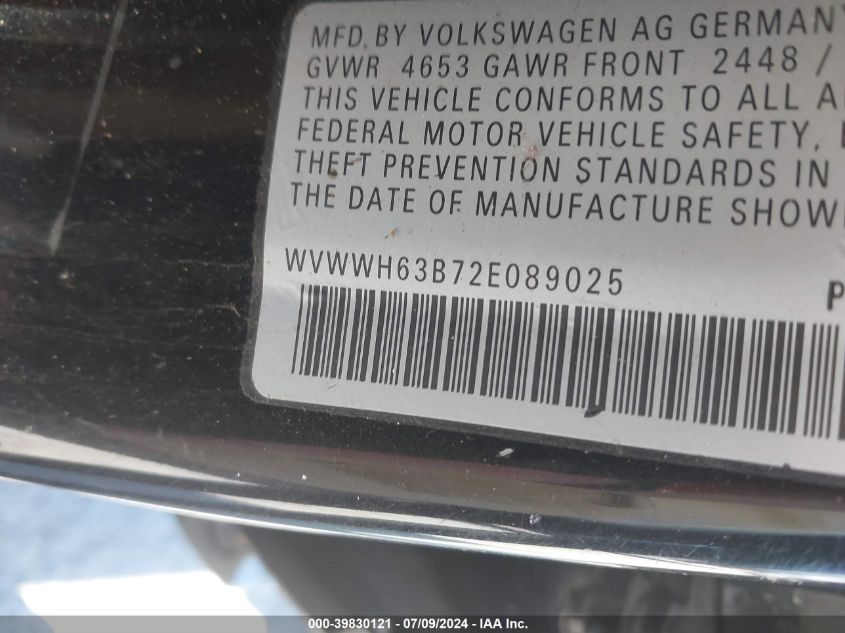 MFD. BY VOLKSWAGEN AG GERMANY
GVWR 4653 GAWR FRONT 2448 /
THIS VEHICLE CONFORMS TO ALL A
FEDERAL MOTOR VEHICLE SAFETY,
THEFT PREVENTION STANDARDS IN
THE DATE OF MANUFACTURE SHOW
WVWWH63B72E089025
P
000-39830121 - 07/09/2024 - IAA Inc.